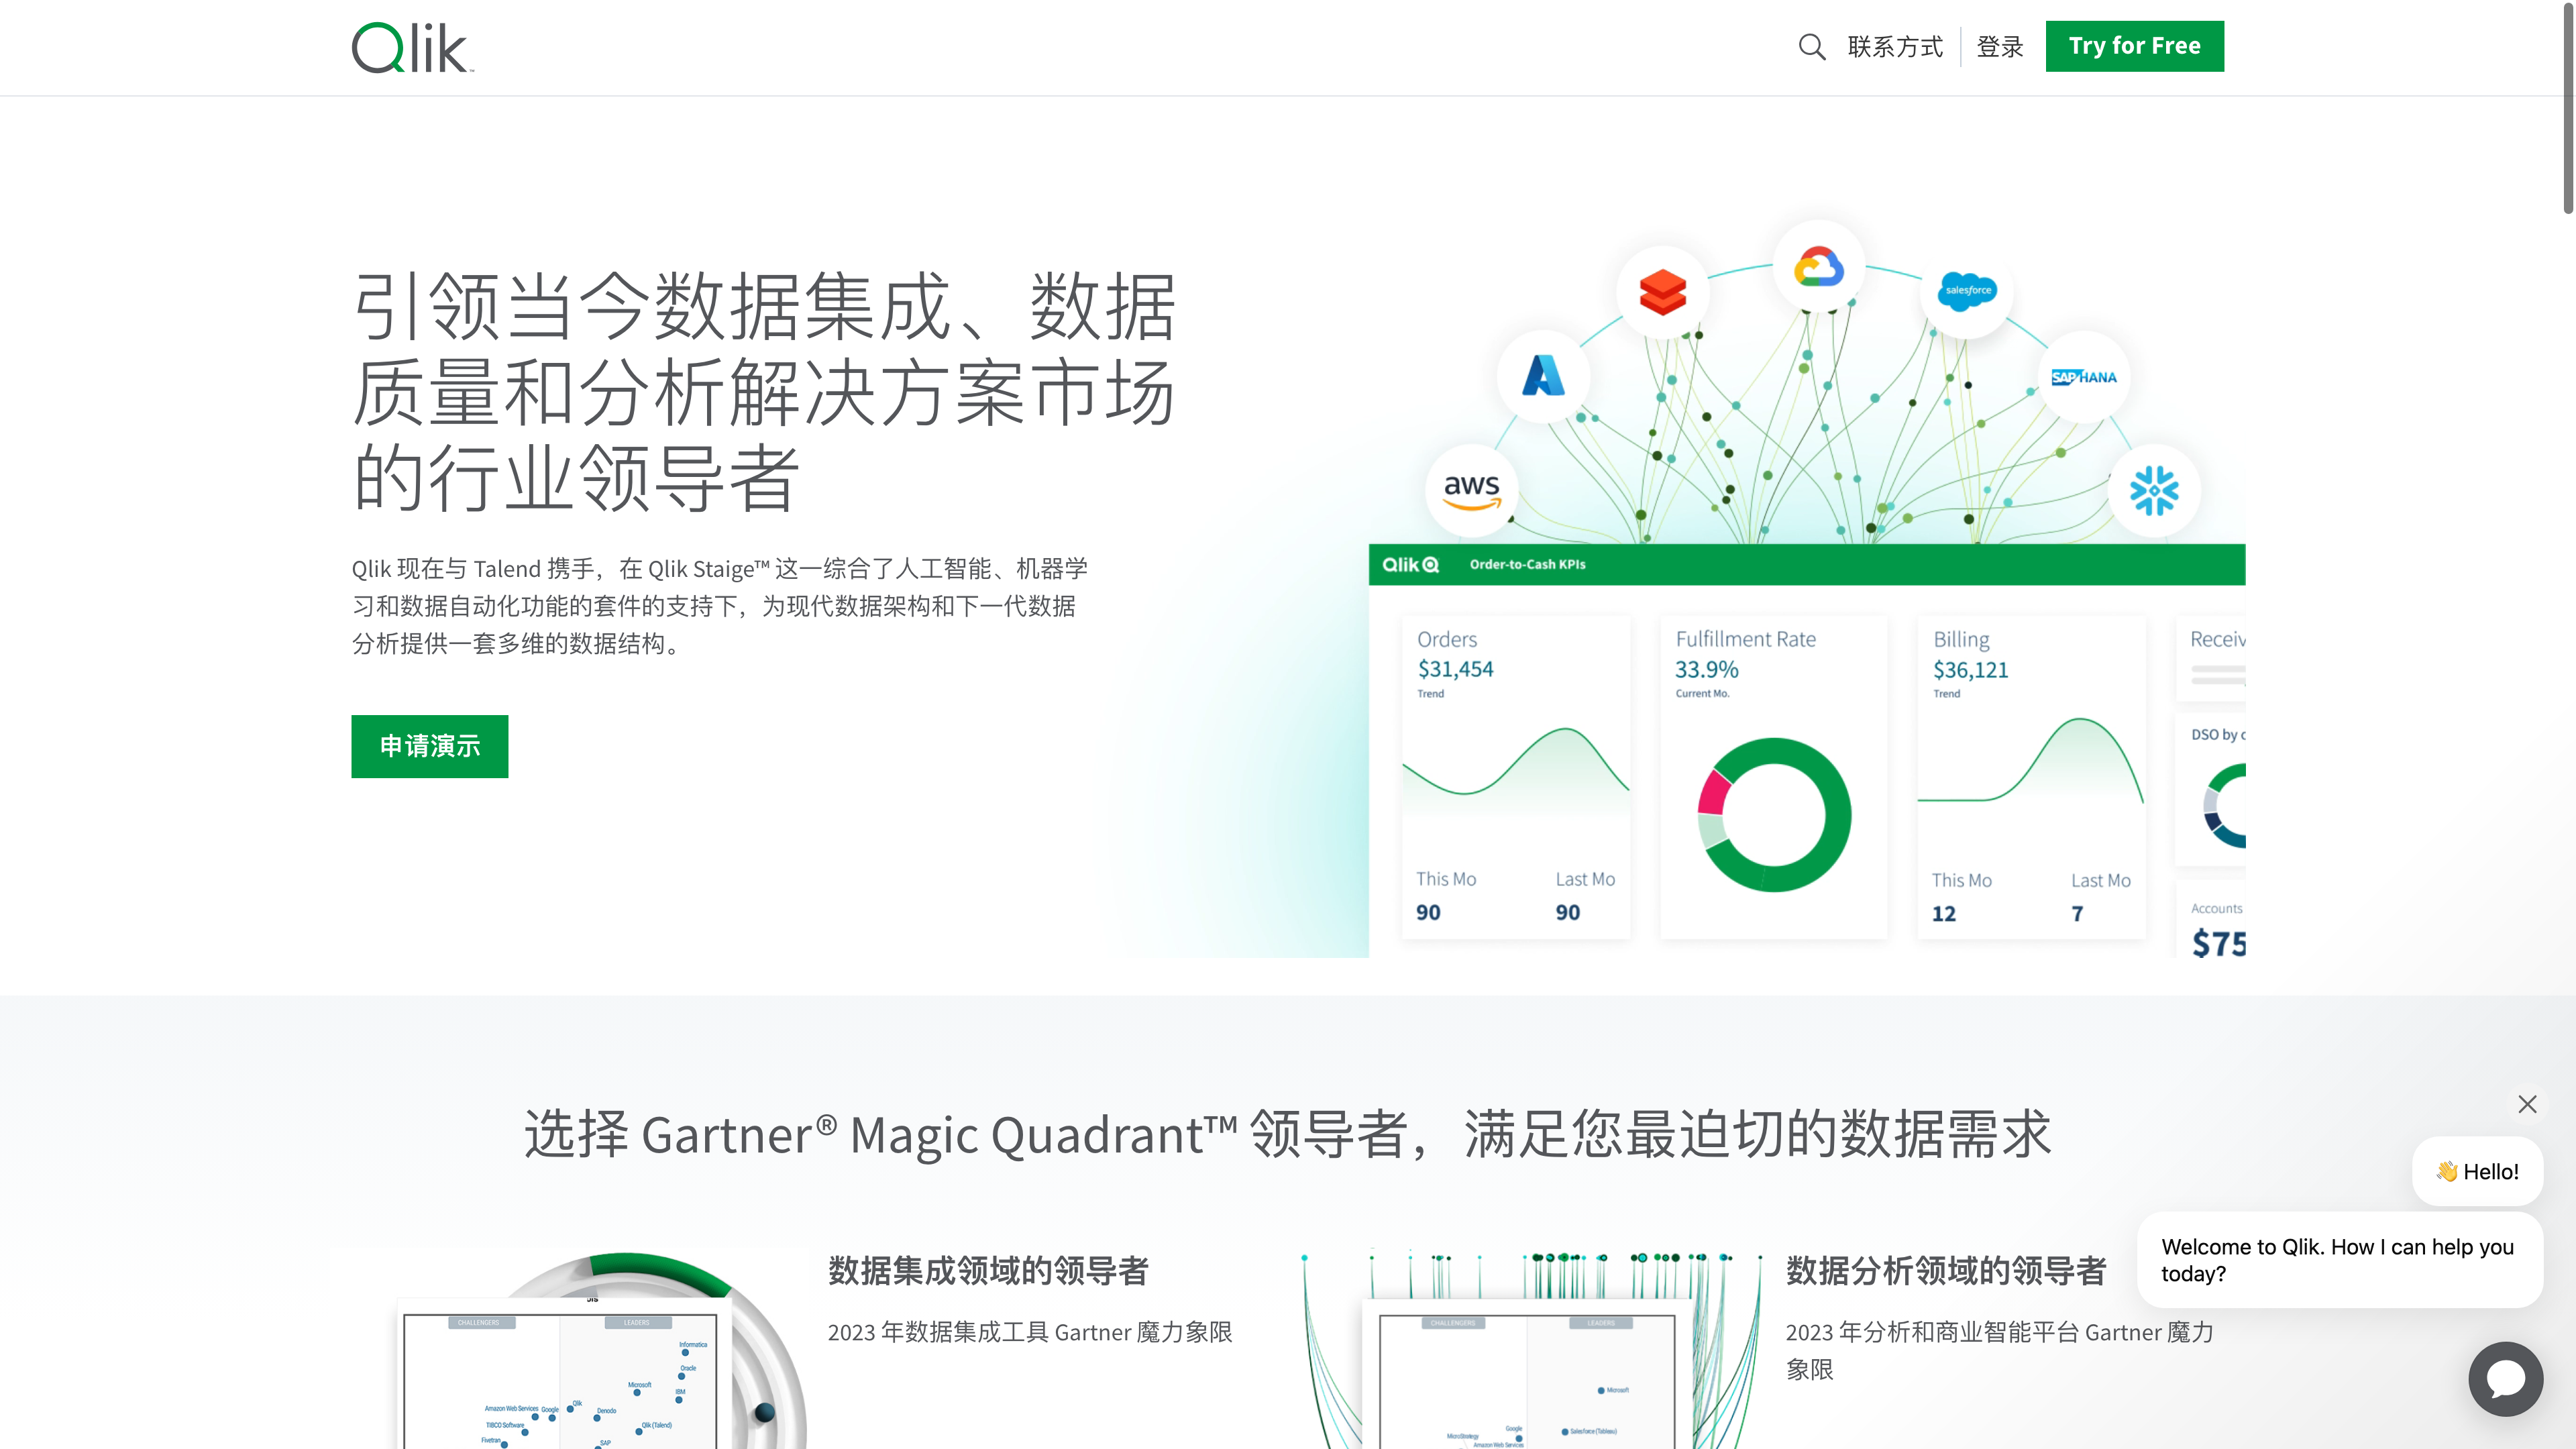 Qlik
联系方式
登录
Try for Free
引领当今数据集成、数据
质量和分析解决方案市场
的行业领导者
Qlik 现在与 Talend 携手，在 Qlik Staige™ 这一综合了人工智能、机器学
习和数据自动化功能的套件的支持下，为现代数据架构和下一代数据
分析提供一套多维的数据结构。
申请演示
salesforce
SAP HANA
aws
Qlik
Order-to-Cash KPIs
Orders
$31,454
Trend
This Mo
Last Mo
90
90
Fulfillment Rate
33.9%
Current Mo.
Billing
$36,121
Trend
This Mo
Last Mo
12
7
Receiv
DSO by c
Accounts
$75
选择 Gartner® Magic Quadrant™ 领导者，满足您最迫切的数据需求
数据集成领域的领导者
2023 年数据集成工具 Gartner 魔力象限
CHALLENGERS
LEADERS
Informatica
Oracle
Microsoft
IBM
Qlik
Amazon Web Services
Google
Denodo
TIBCO Software
Qlik (Talend)
Fivetran
SAP
数据分析领域的领导者
2023 年分析和商业智能平台 Gartner 魔力
象限
CHALLENGERS
LEADERS
Microsoft
Google
Salesforce (Tableau)
MicroStrategy
Amazon Web Services
👋 Hello!
Welcome to Qlik. How I can help you
today?